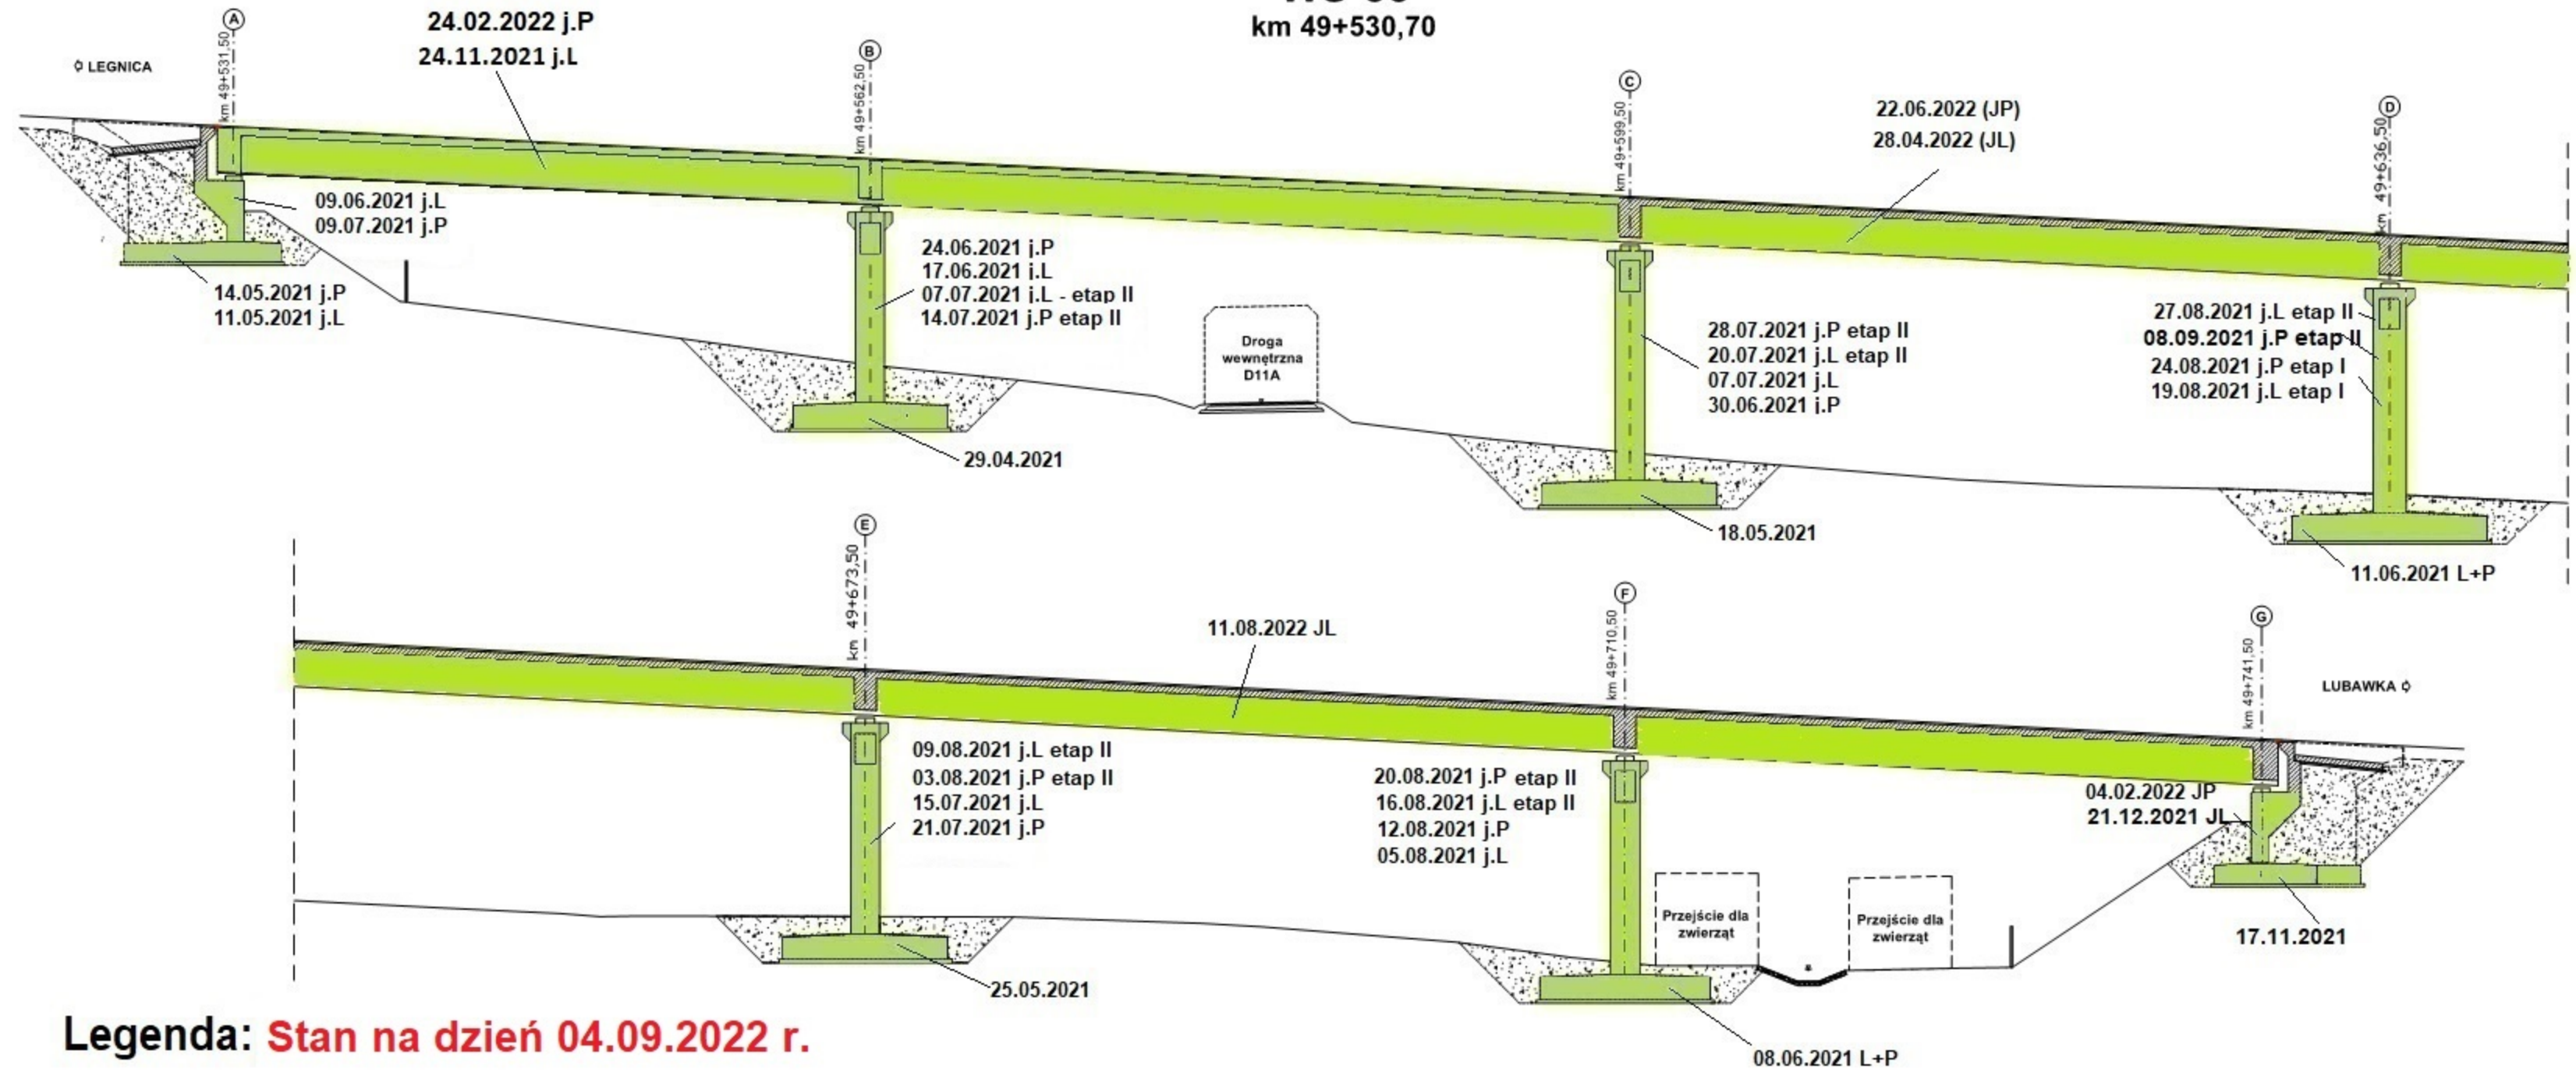 km 49+530,70
A
24.02.2022 j.P
24.11.2021 j.L
LEGNICA
km 49+531,50
B
km 49+562,50
C
km 49+599,50
22.06.2022 (JP)
28.04.2022 (JL)
D
km 49+636,50
09.06.2021 j.L
09.07.2021 j.P
14.05.2021 j.P
11.05.2021 j.L
24.06.2021 j.P
17.06.2021 j.L
07.07.2021 j.L - etap II
14.07.2021 j.P etap II
29.04.2021
Droga
wewnętrzna
D11A
28.07.2021 j.P etap II
20.07.2021 j.L etap II
07.07.2021 j.L
30.06.2021 j.P
18.05.2021
27.08.2021 j.L etap II
08.09.2021 j.P etap II
24.08.2021 j.P etap I
19.08.2021 j.L etap I
11.06.2021 L+P
E
km 49+673,50
11.08.2022 JL
F
km 49+710,50
G
km 49+741,50
LUBAWKA
09.08.2021 j.L etap II
03.08.2021 j.P etap II
15.07.2021 j.L
21.07.2021 j.P
25.05.2021
20.08.2021 j.P etap II
16.08.2021 j.L etap II
12.08.2021 j.P
05.08.2021 j.L
Przejście dla
zwierząt
Przejście dla
zwierząt
04.02.2022 JP
21.12.2021 JL
17.11.2021
08.06.2021 L+P
Legenda: Stan na dzień 04.09.2022 r.